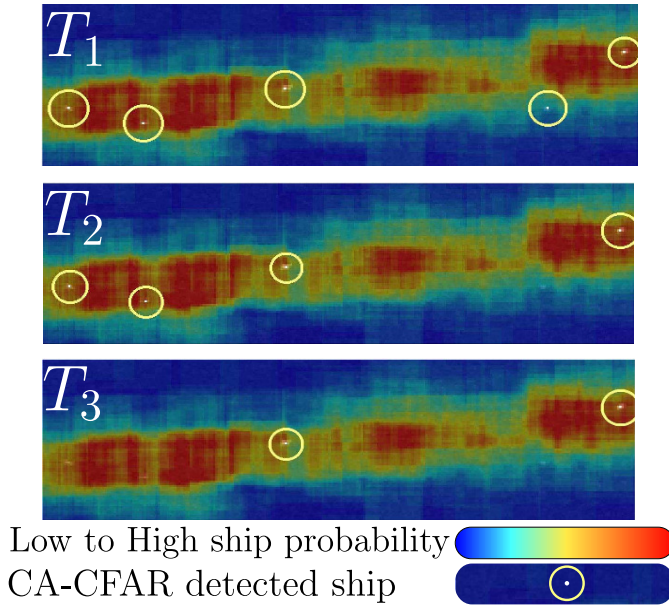 T₁
T₂
T₃
Low to High ship probability
CA-CFAR detected ship